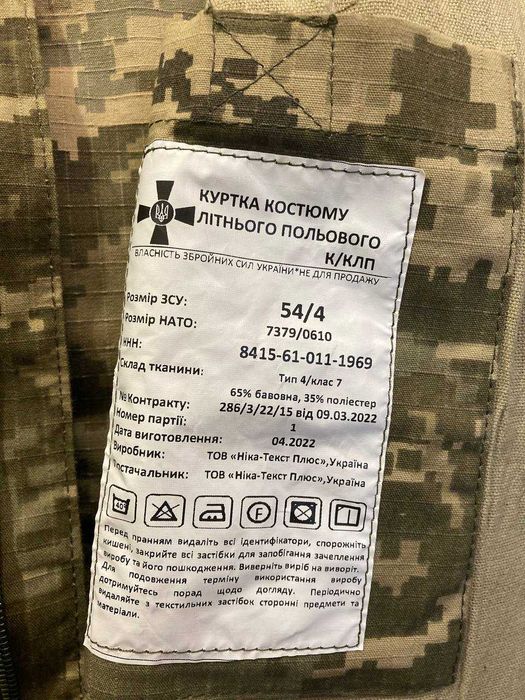 КУРТКА КОСТЮМУ
ЛІТНЬОГО ПОЛЬОВОГО
К/КЛП
ВЛАСНІСТЬ ЗБРОЙНИХ СИЛ УКРАЇНИ*НЕ ДЛЯ ПРОДАЖУ
Розмір ЗСУ: 54/4
Розмір НАТО: 7379/0610
ННН: 8415-61-011-1969
Склад тканини: Тип 4/клас 7
65% бавовна, 35% поліестер
№ Контракту: 286/3/22/15 від 09.03.2022
Номер партії: 1
Дата виготовлення: 04.2022
Виробник: ТОВ «Ніка-Текст Плюс»,Україна
Постачальник: ТОВ «Ніка-Текст Плюс»,Україна
40° F
Перед пранням видаліть всі ідентифікатори, спорожніть
кишені, закрийте всі застібки для запобігання зачеплення
виробу та його пошкодження. Виверніть виріб на виворіт.
Для подовження терміну використання виробу
дотримуйтесь порад щодо догляду. Періодично
видаляйте з текстильних застібок сторонні предмети та
матеріали.